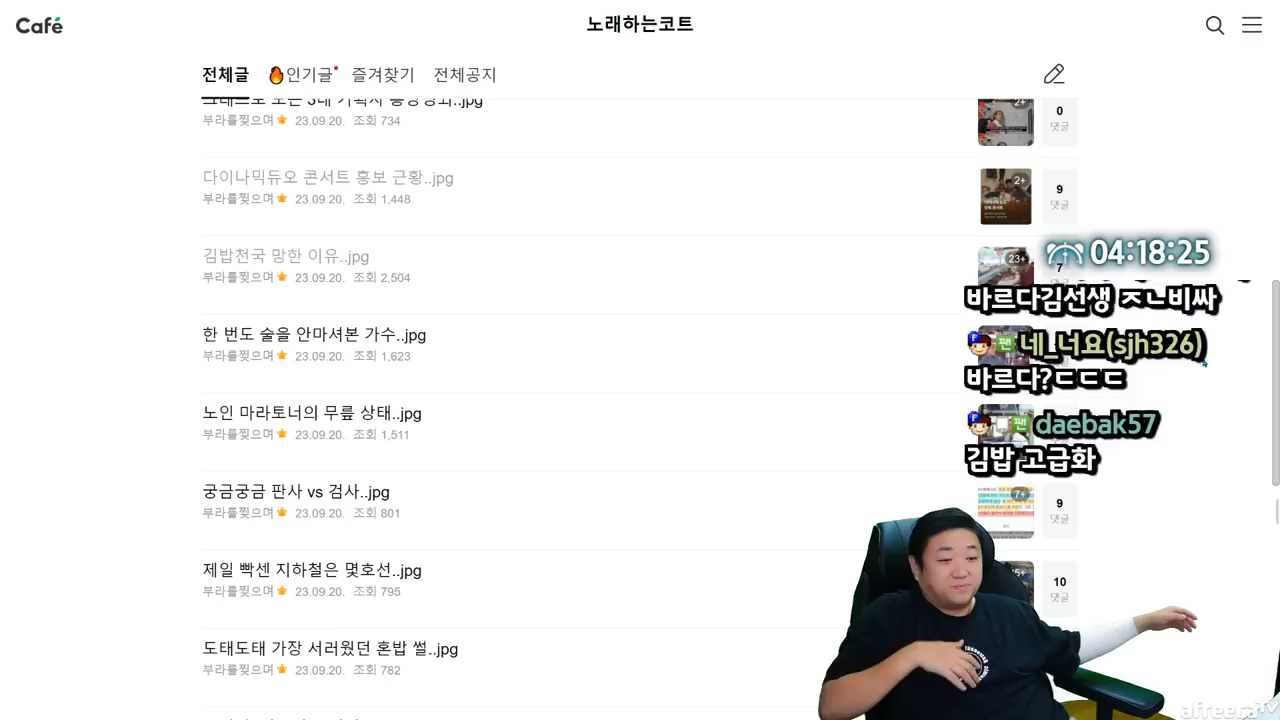 Café
노래하는코트
전체글 인기글 즐겨찾기 전체공지
부라를찢으며 23.09.20. 조회 734
2+
0
댓글
다이나믹듀오 콘서트 홍보 근황..jpg
부라를찢으며 23.09.20. 조회 1,448
2+
9
댓글
김밥천국 망한 이유..jpg
부라를찢으며 23.09.20. 조회 2,504
23+
7
04:18:25
바르다김선생 ㅈㄴ비싸
한 번도 술을 안마셔본 가수..jpg
부라를찢으며 23.09.20. 조회 1,623
팬 네_너요(sjh326)
바르다?ㄷㄷㄷ
노인 마라토너의 무릎 상태..jpg
부라를찢으며 23.09.20. 조회 1,511
팬 daebak57
김밥 고급화
궁금궁금 판사 vs 검사..jpg
부라를찢으며 23.09.20. 조회 801
7+
9
댓글
제일 빡센 지하철은 몇호선..jpg
부라를찢으며 23.09.20. 조회 795
10
댓글
도태도태 가장 서러웠던 혼밥 썰..jpg
부라를찢으며 23.09.20. 조회 782
afreecaTV